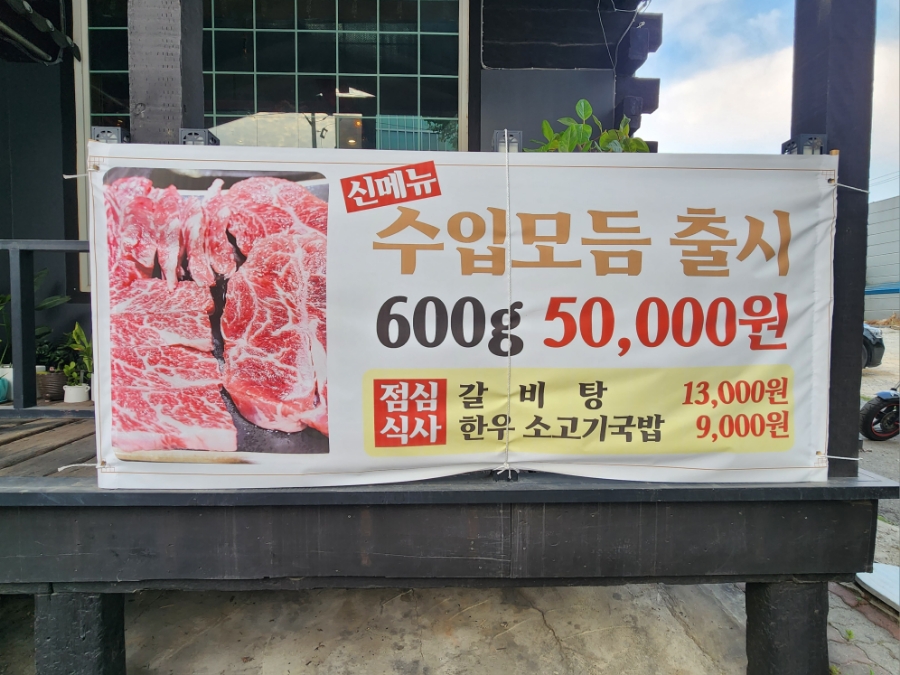 신메뉴
수입모듬 출시
600g 50,000원
점심 식사
갈비탕 13,000원
한우 소고기국밥 9,000원